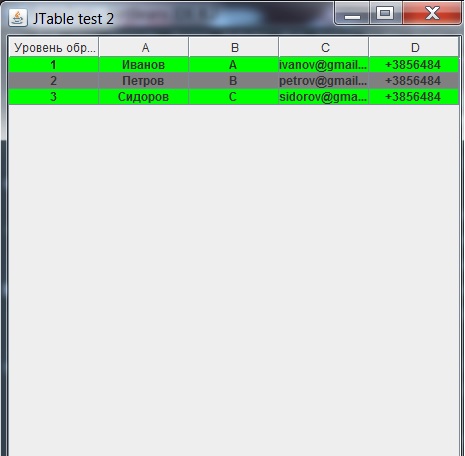 JTable test 2
Уровень обр... A B C D
1 Иванов A ivanov@gmail... +3856484
2 Петров B petrov@gmail... +3856484
3 Сидоров C sidorov@gma... +3856484